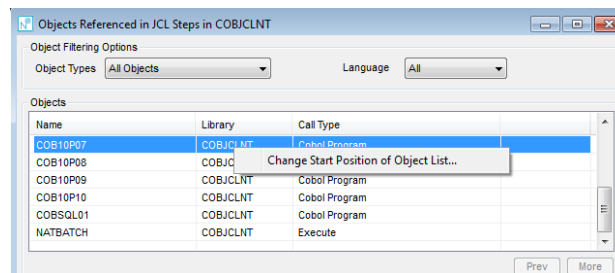 Objects Referenced in JCL Steps in COBJCLNT
Object Filtering Options
Object Types All Objects Language All
Objects
Name Library Call Type
COB10P07 COBJCLNT Cobol Program
COB10P08 COBJC
Change Start Position of Object List...
COB10P09 COBJCLNT Cobol Program
COB10P10 COBJCLNT Cobol Program
COBSQL01 COBJCLNT Cobol Program
NATBATCH COBJCLNT Execute
Prev More